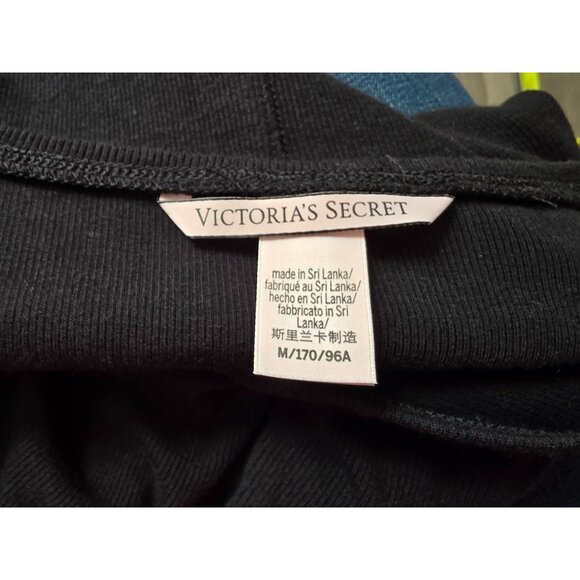 VICTORIA'S SECRET
made in Sri Lanka/
fabriqué au Sri Lanka/
hecho en Sri Lanka/
fabbricato in Sri
Lanka/
斯里兰卡制造
M/170/96A